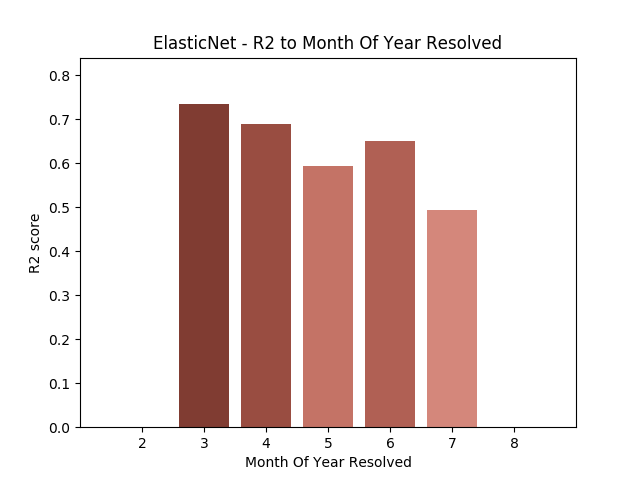 ElasticNet - R2 to Month Of Year Resolved
0.8
0.7
0.6
0.5
0.4
0.3
0.2
0.1
0.0
R2 score
2 3 4 5 6 7 8
Month Of Year Resolved